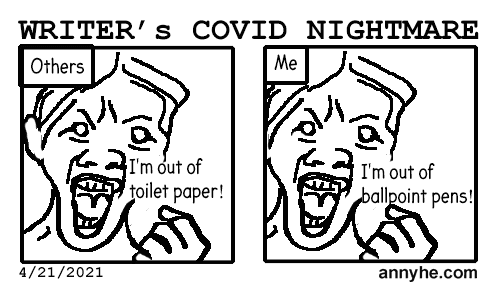 WRITER's COVID NIGHTMARE
Others
I'm out of
toilet paper!
Me
I'm out of
ballpoint pens!
4/21/2021
annyhe.com